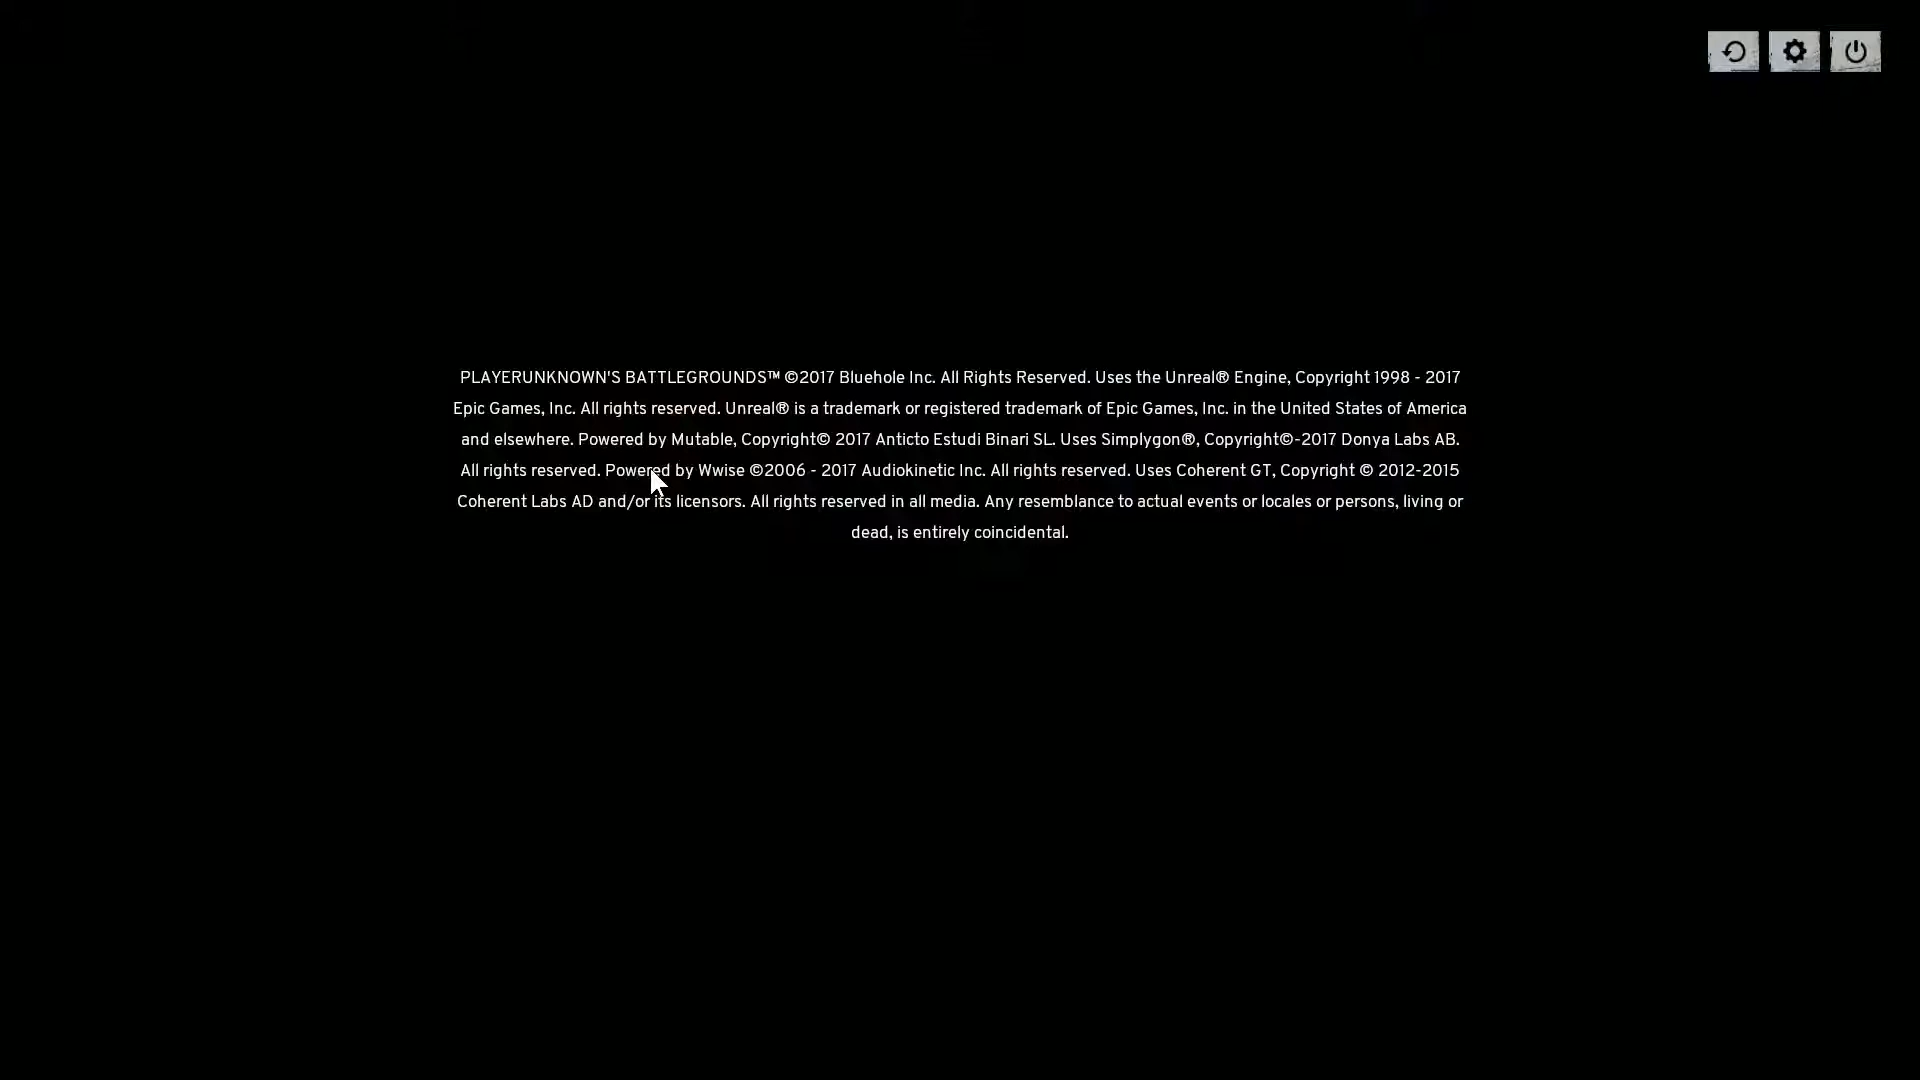 PLAYERUNKNOWN'S BATTLEGROUNDS™ ©2017 Bluehole Inc. All Rights Reserved. Uses the Unreal® Engine, Copyright 1998 - 2017
Epic Games, Inc. All rights reserved. Unreal® is a trademark or registered trademark of Epic Games, Inc. in the United States of America
and elsewhere. Powered by Mutable, Copyright© 2017 Anticto Estudi Binari SL. Uses Simplygon®, Copyright©-2017 Donya Labs AB.
All rights reserved. Powered by Wwise ©2006 - 2017 Audiokinetic Inc. All rights reserved. Uses Coherent GT, Copyright © 2012-2015
Coherent Labs AD and/or its licensors. All rights reserved in all media. Any resemblance to actual events or locales or persons, living or
dead, is entirely coincidental.